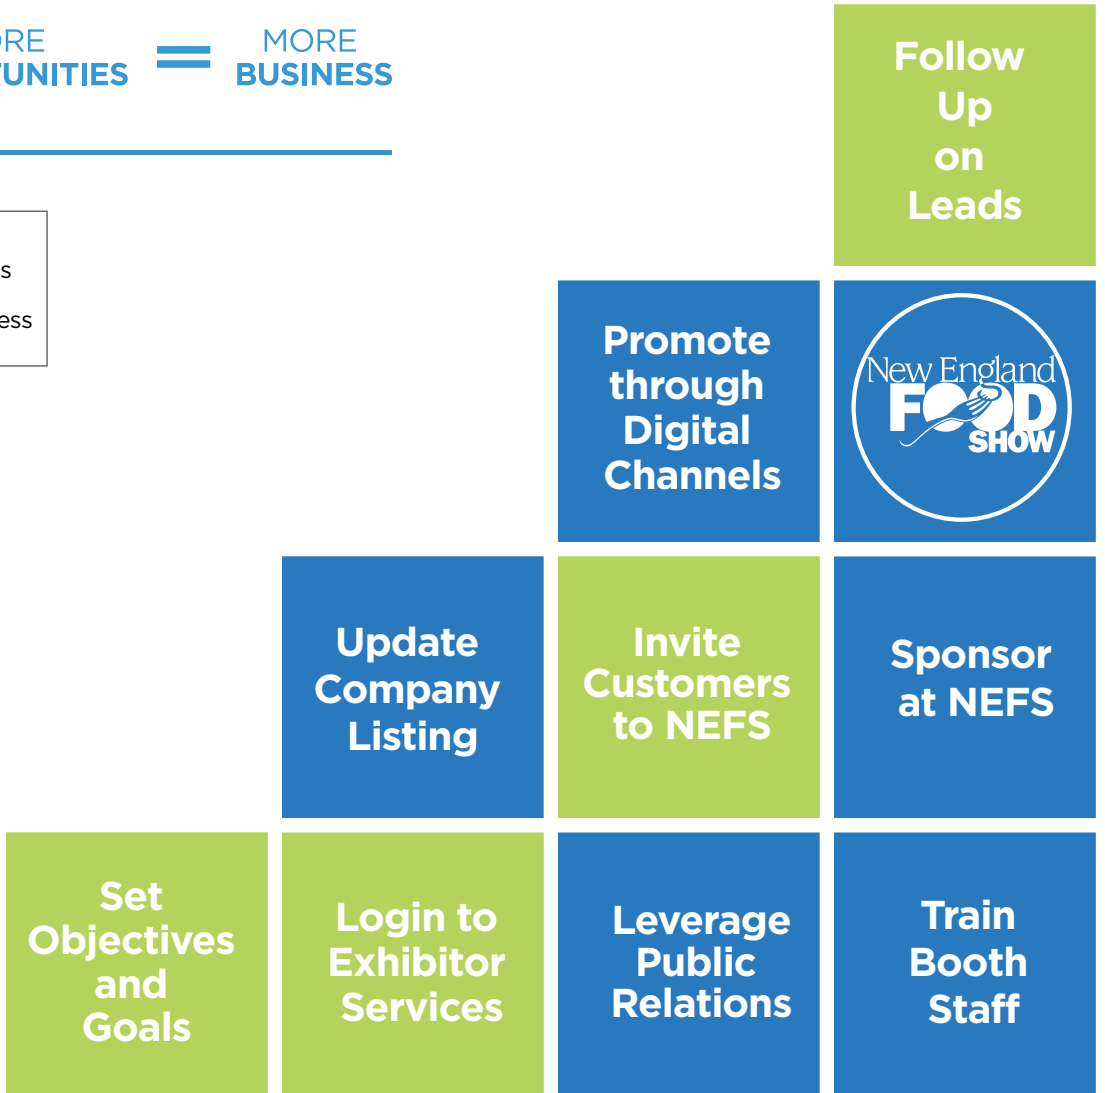 MORE
BUSINESS
Follow
Up
on
Leads
Promote
through
Digital
Channels
New England
FOOD
SHOW
Update
Company
Listing
Invite
Customers
to NEFS
Sponsor
at NEFS
Set
Objectives
and
Goals
Login to
Exhibitor
Services
Leverage
Public
Relations
Train
Booth
Staff